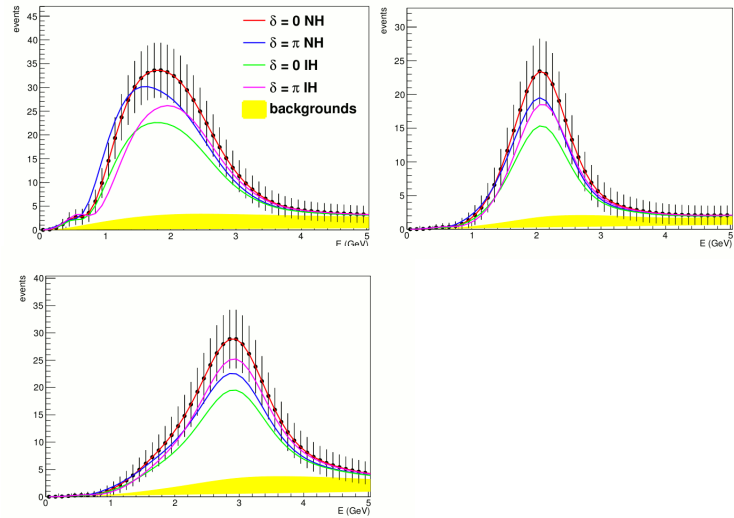 events
45
40
35
30
25
20
15
10
5
0
0 1 2 3 4 5
E (GeV)
δ = 0 NH
δ = π NH
δ = 0 IH
δ = π IH
backgrounds
events
30
25
20
15
10
5
0
0 1 2 3 4 5
E (GeV)
events
40
35
30
25
20
15
10
5
0
0 1 2 3 4 5
E (GeV)